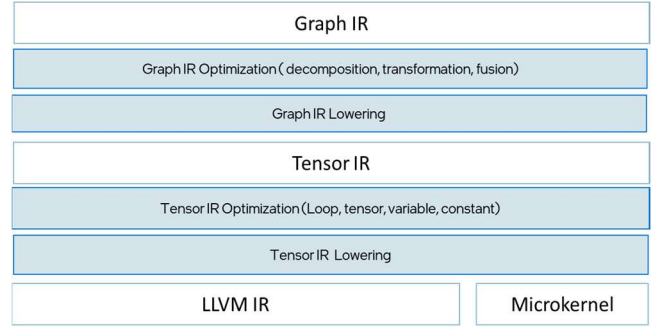 Graph IR
Graph IR Optimization ( decomposition, transformation, fusion)
Graph IR Lowering
Tensor IR
Tensor IR Optimization (Loop, tensor, variable, constant)
Tensor IR Lowering
LLVM IR
Microkernel